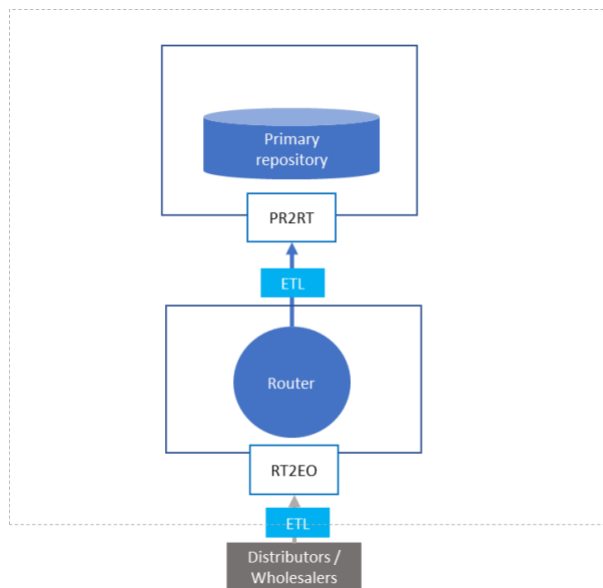 Primary
repository
PR2RT
ETL
Router
RT2EO
ETL
Distributors /
Wholesalers